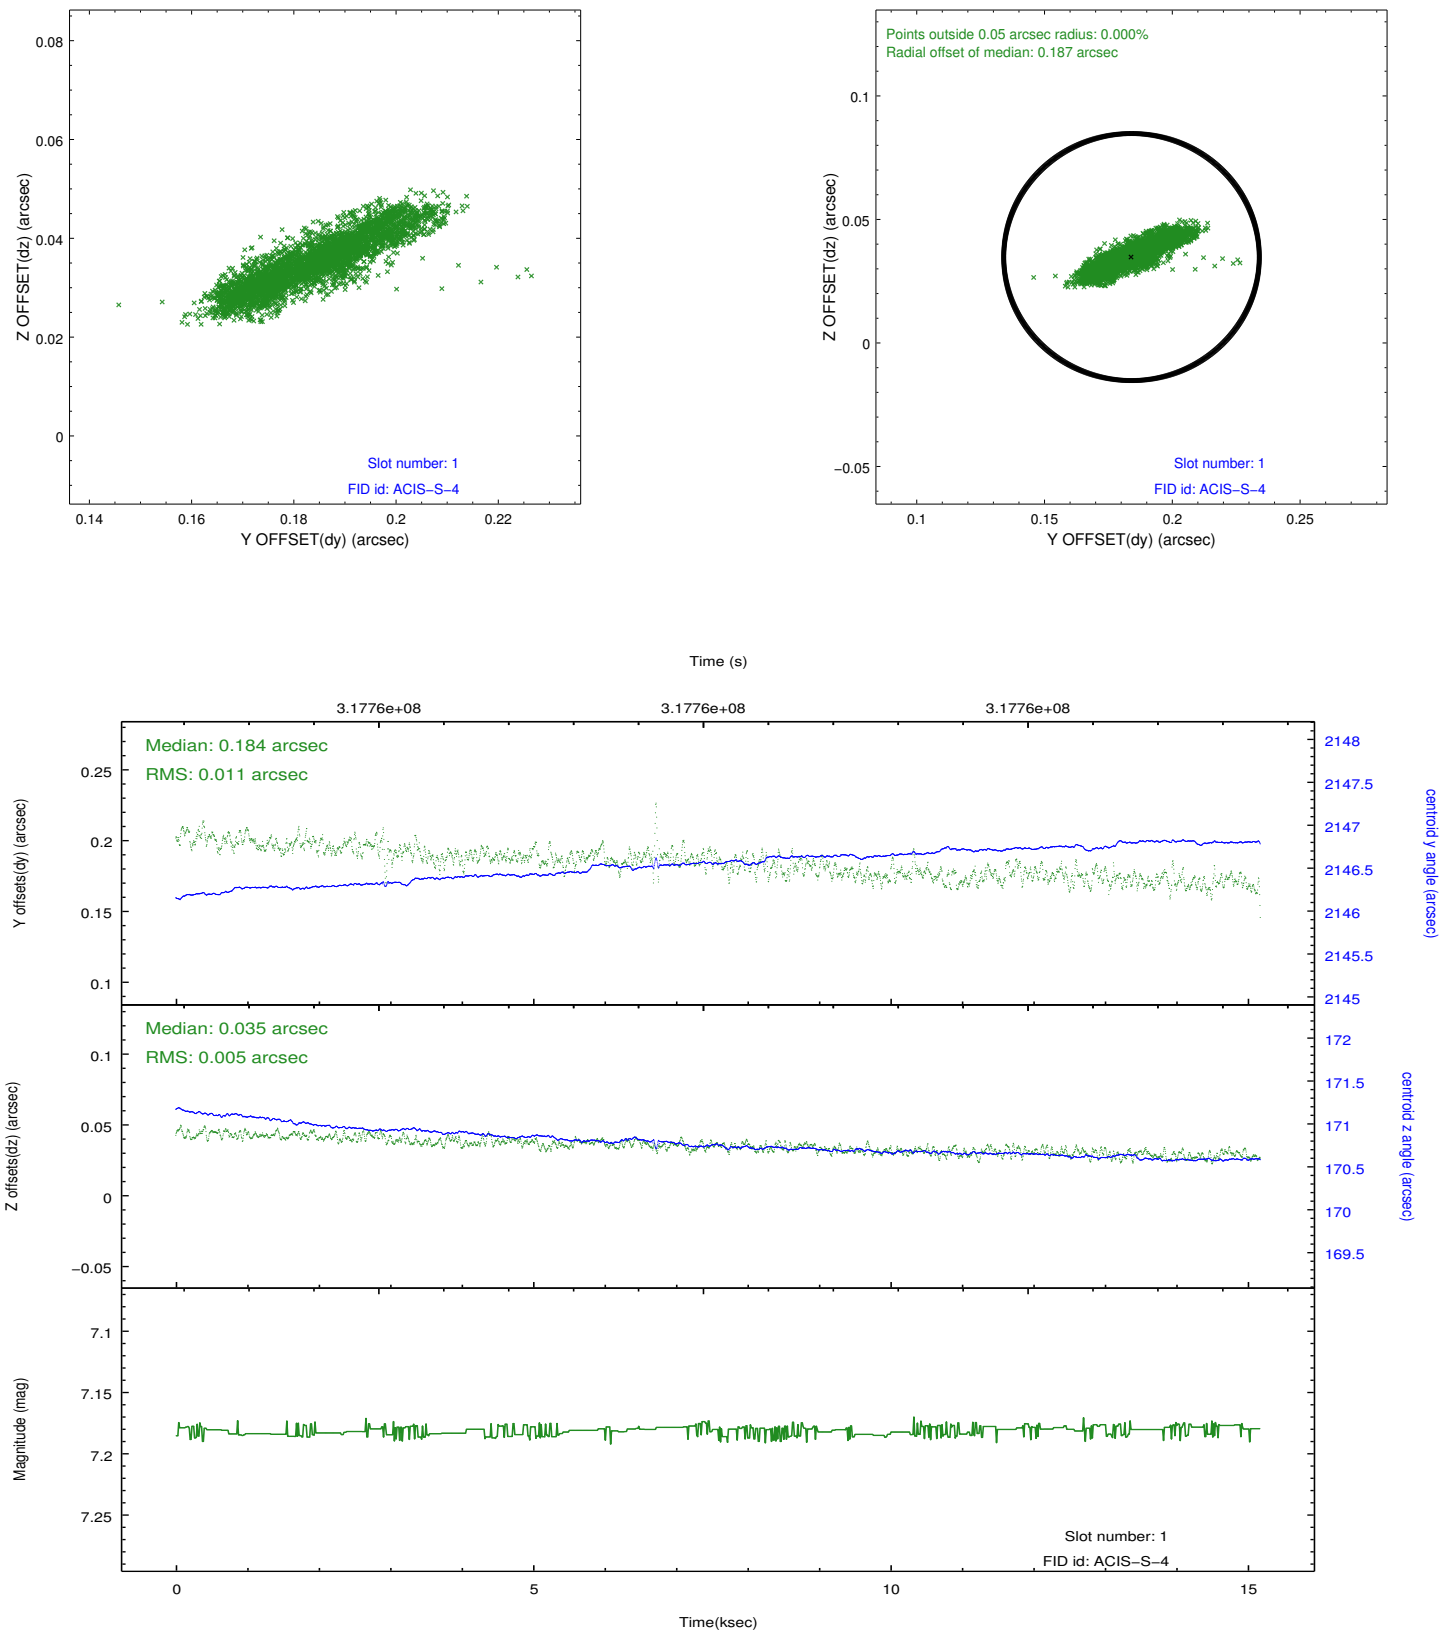 0.08
0.06
0.04
0.02
0
Z OFFSET(dz) (arcsec)
Slot number: 1
FID id: ACIS−S−4
0.14
0.16
0.18
0.2
0.22
Y OFFSET(dy) (arcsec)
Points outside 0.05 arcsec radius: 0.000%
Radial offset of median: 0.187 arcsec
0.1
0.05
0
−0.05
Z OFFSET(dz) (arcsec)
Slot number: 1
FID id: ACIS−S−4
0.1
0.15
0.2
0.25
Y OFFSET(dy) (arcsec)
Time (s)
3.1776e+08
3.1776e+08
3.1776e+08
Median: 0.184 arcsec
RMS: 0.011 arcsec
0.25
0.2
0.15
0.1
Y offsets(dy) (arcsec)
2148
2147.5
2147
2146.5
2146
2145.5
2145
centroid y angle (arcsec)
Median: 0.035 arcsec
RMS: 0.005 arcsec
0.1
0.05
0
−0.05
Z offsets(dz) (arcsec)
172
171.5
171
170.5
170
169.5
centroid z angle (arcsec)
7.1
7.15
7.2
7.25
Magnitude (mag)
Slot number: 1
FID id: ACIS−S−4
0
5
10
15
Time(ksec)